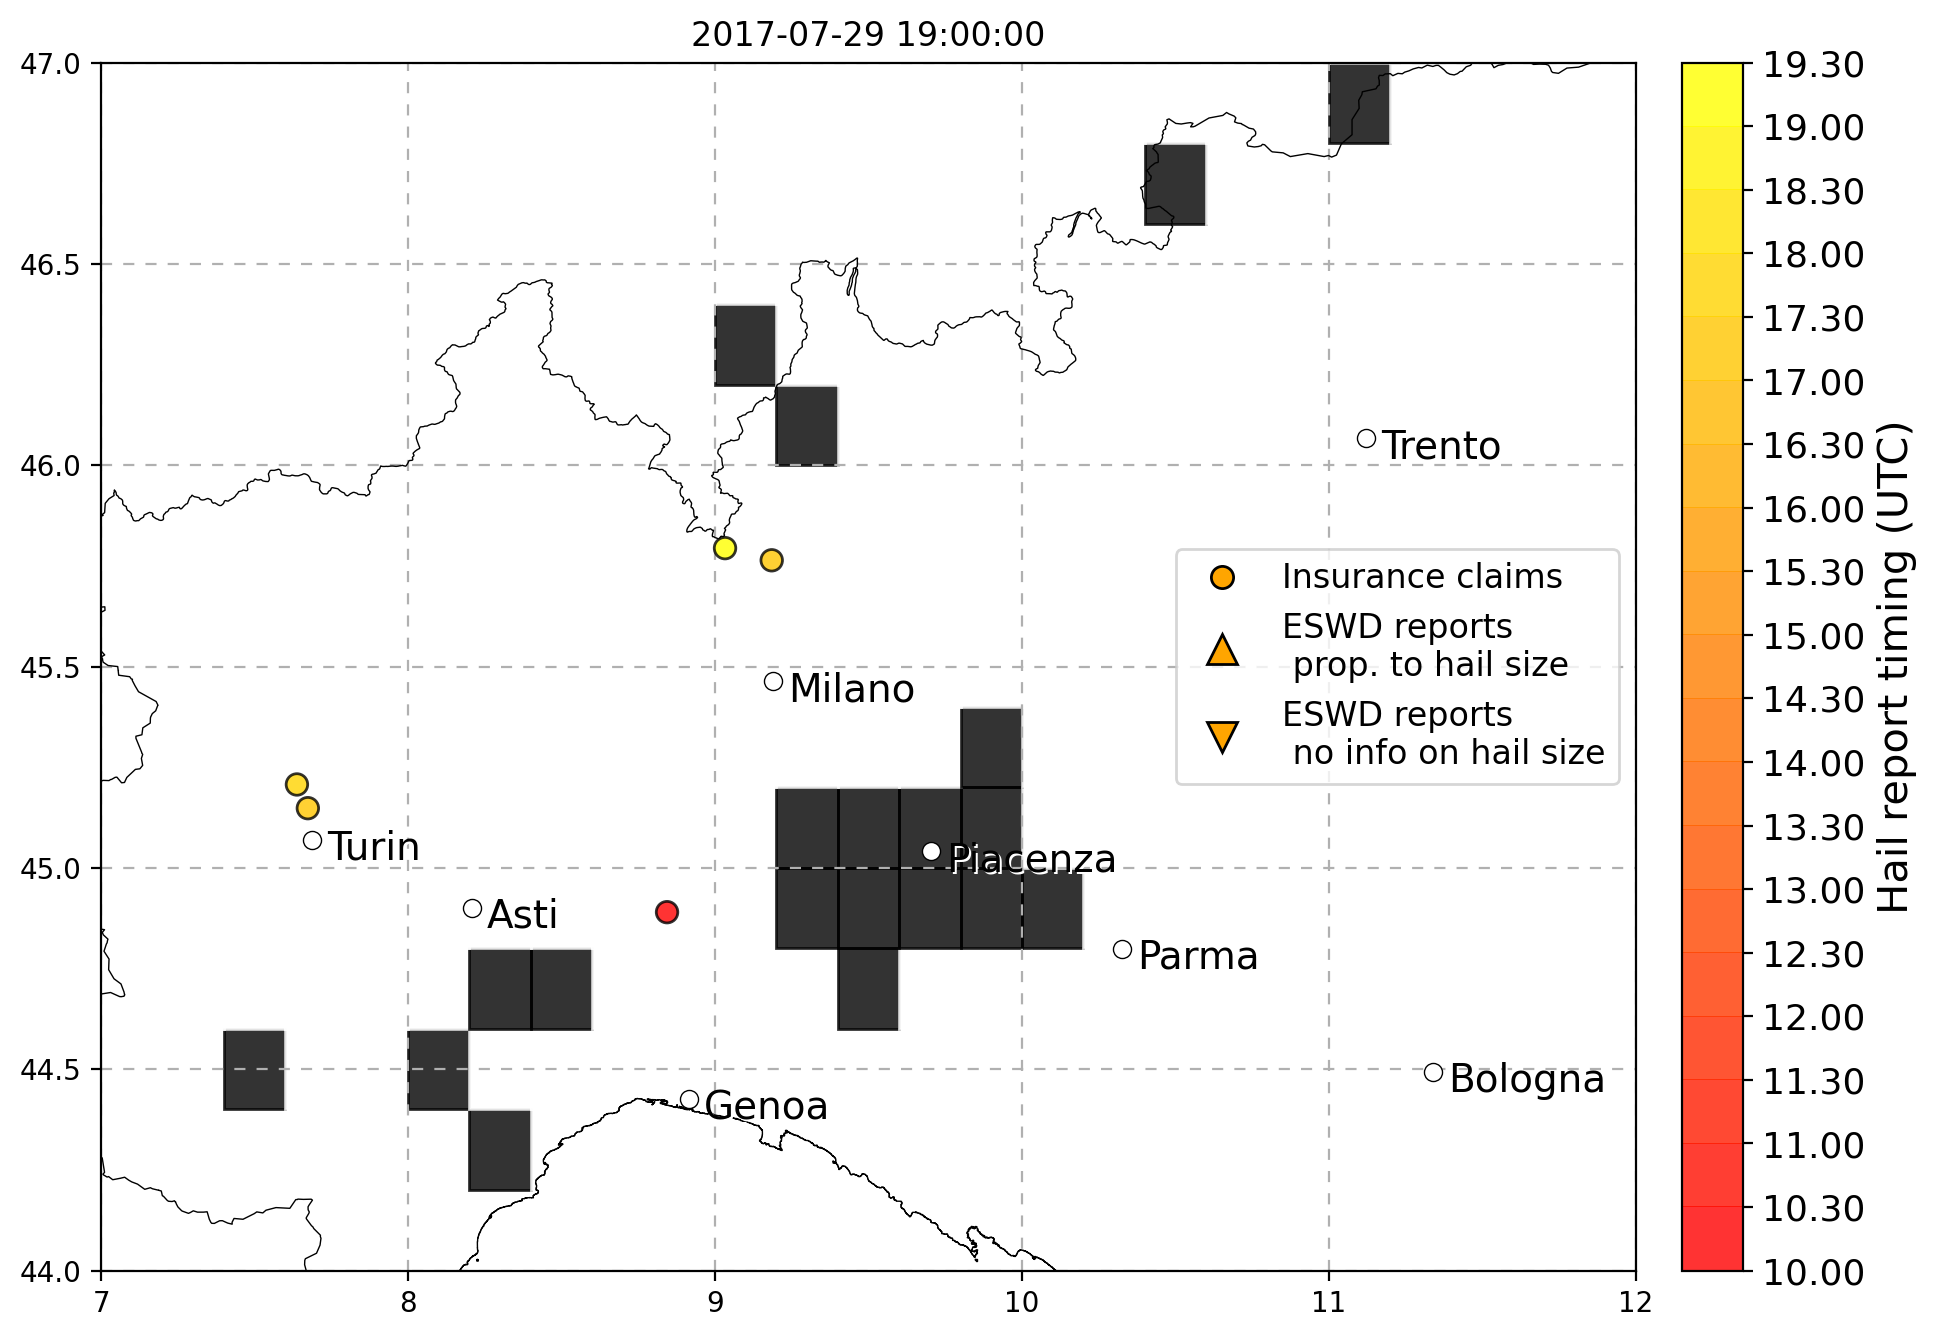 2017-07-29 19:00:00
47.0
46.5
46.0
45.5
45.0
44.5
44.0
7
8
9
10
11
12
Trento
Milano
Turin
Piacenza
Asti
Parma
Genoa
Bologna
Insurance claims
ESWD reports
prop. to hail size
ESWD reports
no info on hail size
19.30
19.00
18.30
18.00
17.30
17.00
16.30
16.00
15.30
15.00
14.30
14.00
13.30
13.00
12.30
12.00
11.30
11.00
10.30
10.00
Hail report timing (UTC)